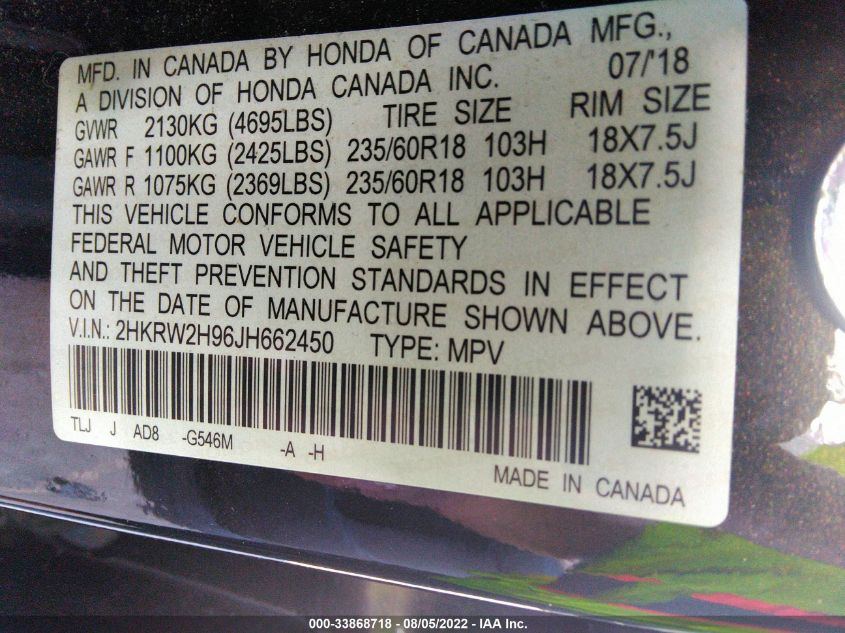 MFD. IN CANADA BY HONDA OF CANADA MFG.,
A DIVISION OF HONDA CANADA INC. 07/'18
GVWR 2130KG (4695LBS) TIRE SIZE RIM SIZE
GAWR F 1100KG (2425LBS) 235/60R18 103H 18X7.5J
GAWR R 1075KG (2369LBS) 235/60R18 103H 18X7.5J
THIS VEHICLE CONFORMS TO ALL APPLICABLE
FEDERAL MOTOR VEHICLE SAFETY
AND THEFT PREVENTION STANDARDS IN EFFECT
ON THE DATE OF MANUFACTURE SHOWN ABOVE.
V.I.N.: 2HKRW2H96JH662450 TYPE: MPV
TLJ J AD8 -G546M -A -H
MADE IN CANADA
000-33868718 - 08/05/2022 - IAA Inc.